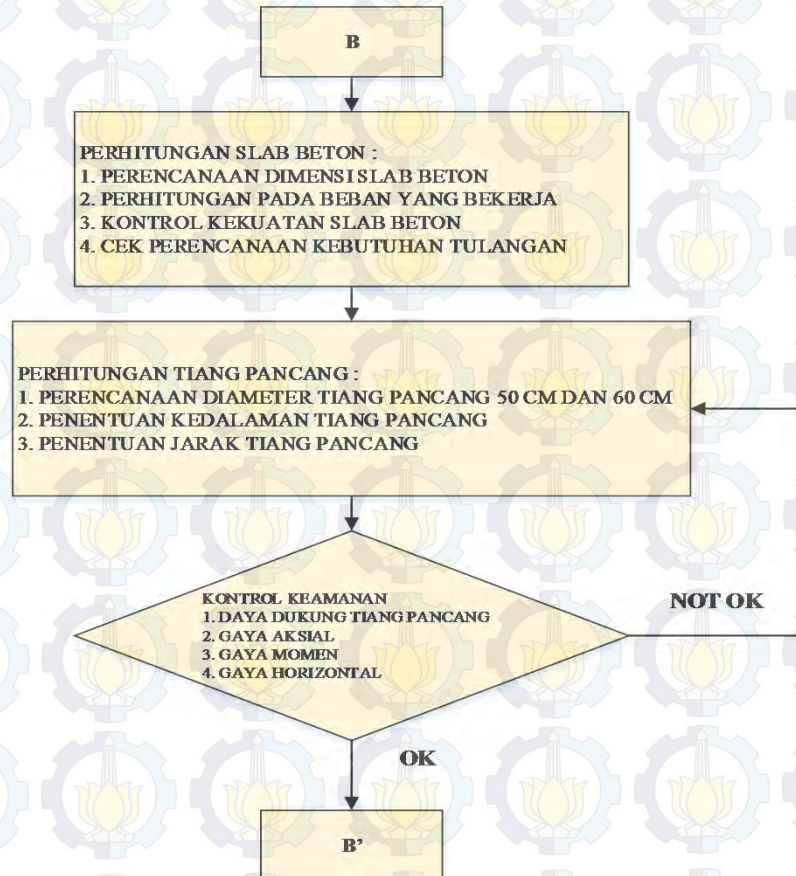 B
PERHITUNGAN SLAB BETON :
1. PERENCANAAN DIMENSI SLAB BETON
2. PERHITUNGAN PADA BEBAN YANG BEKERJA
3. KONTROL KEKUATAN SLAB BETON
4. CEK PERENCANAAN KEBUTUHAN TULANGAN
PERHITUNGAN TIANG PANCANG :
1. PERENCANAAN DIAMETER TIANG PANCANG 50 CM DAN 60 CM
2. PENENTUAN KEDALAMAN TIANG PANCANG
3. PENENTUAN JARAK TIANG PANCANG
KONTROL KEAMANAN
1. DAYA DUKUNG TIANG PANCANG
2. GAYA AKSIAL
3. GAYA MOMEN
4. GAYA HORIZONTAL
NOT OK
OK
B’